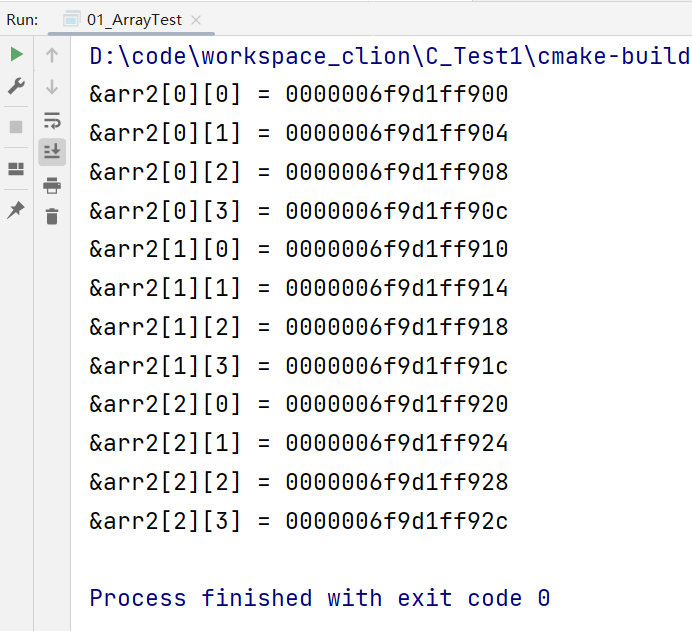 Run: 01_ArrayTest
D:\code\workspace_clion\C_Test1\cmake-build
&arr2[0][0] = 0000006f9d1ff900
&arr2[0][1] = 0000006f9d1ff904
&arr2[0][2] = 0000006f9d1ff908
&arr2[0][3] = 0000006f9d1ff90c
&arr2[1][0] = 0000006f9d1ff910
&arr2[1][1] = 0000006f9d1ff914
&arr2[1][2] = 0000006f9d1ff918
&arr2[1][3] = 0000006f9d1ff91c
&arr2[2][0] = 0000006f9d1ff920
&arr2[2][1] = 0000006f9d1ff924
&arr2[2][2] = 0000006f9d1ff928
&arr2[2][3] = 0000006f9d1ff92c
Process finished with exit code 0